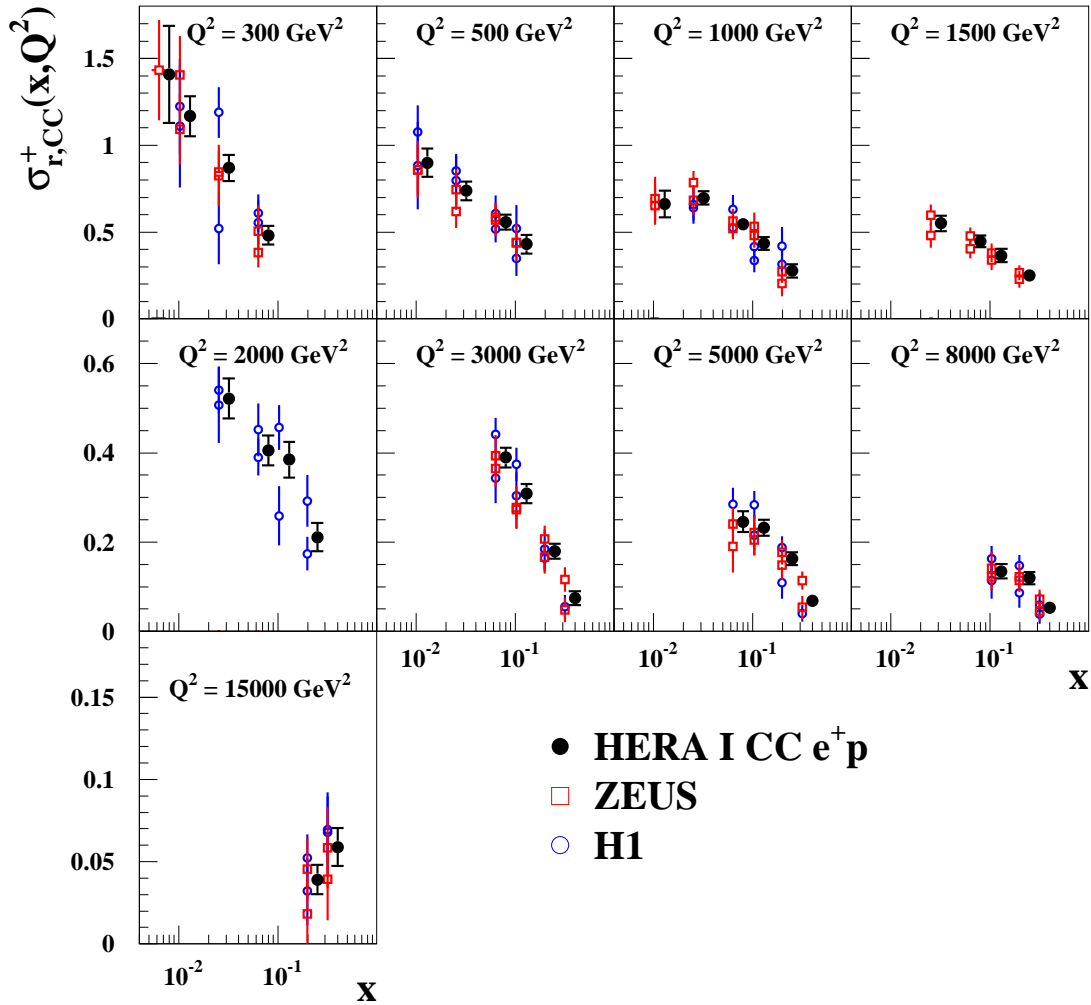 σ⁺r,CC(x,Q²)
Q² = 300 GeV²
Q² = 500 GeV²
Q² = 1000 GeV²
Q² = 1500 GeV²
1.5
1
0.5
0
Q² = 2000 GeV²
Q² = 3000 GeV²
Q² = 5000 GeV²
Q² = 8000 GeV²
0.6
0.4
0.2
0
10⁻² 10⁻¹ 10⁻² 10⁻¹ 10⁻² 10⁻¹
x
Q² = 15000 GeV²
0.15
0.1
0.05
0
10⁻² 10⁻¹
x
HERA I CC e⁺p
ZEUS
H1